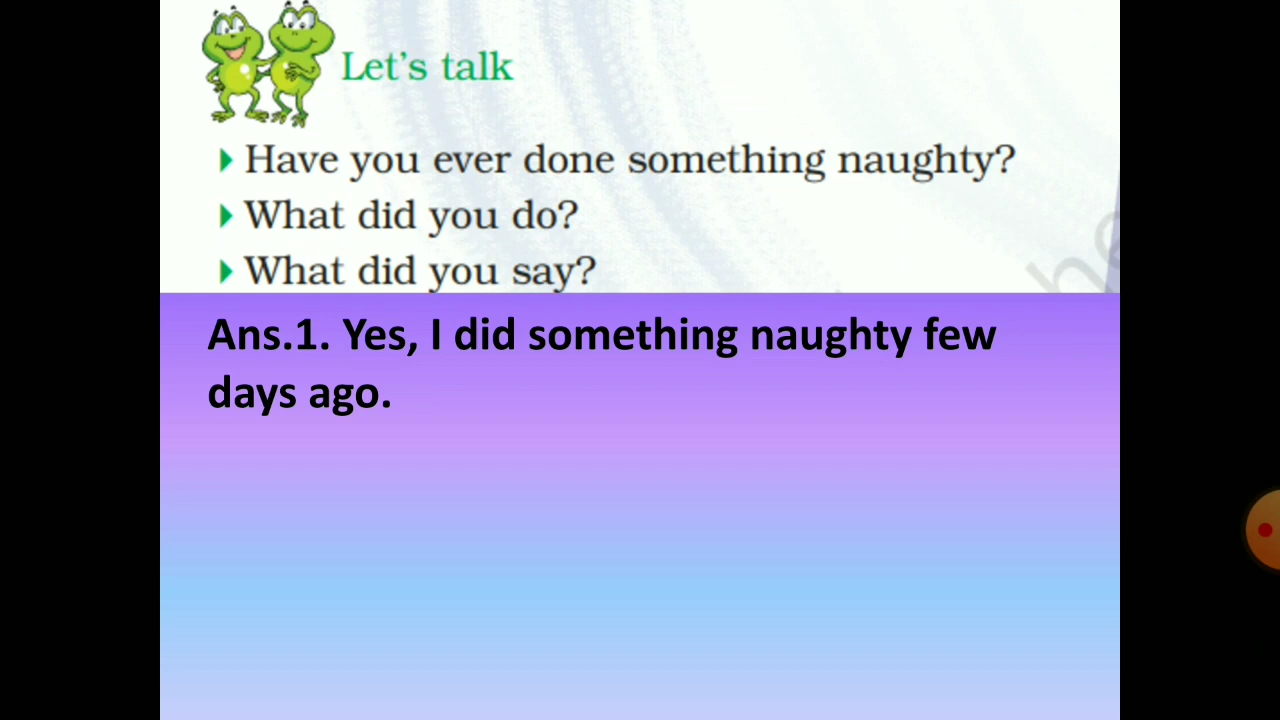 Let's talk
Have you ever done something naughty?
What did you do?
What did you say?
Ans.1. Yes, I did something naughty few
days ago.